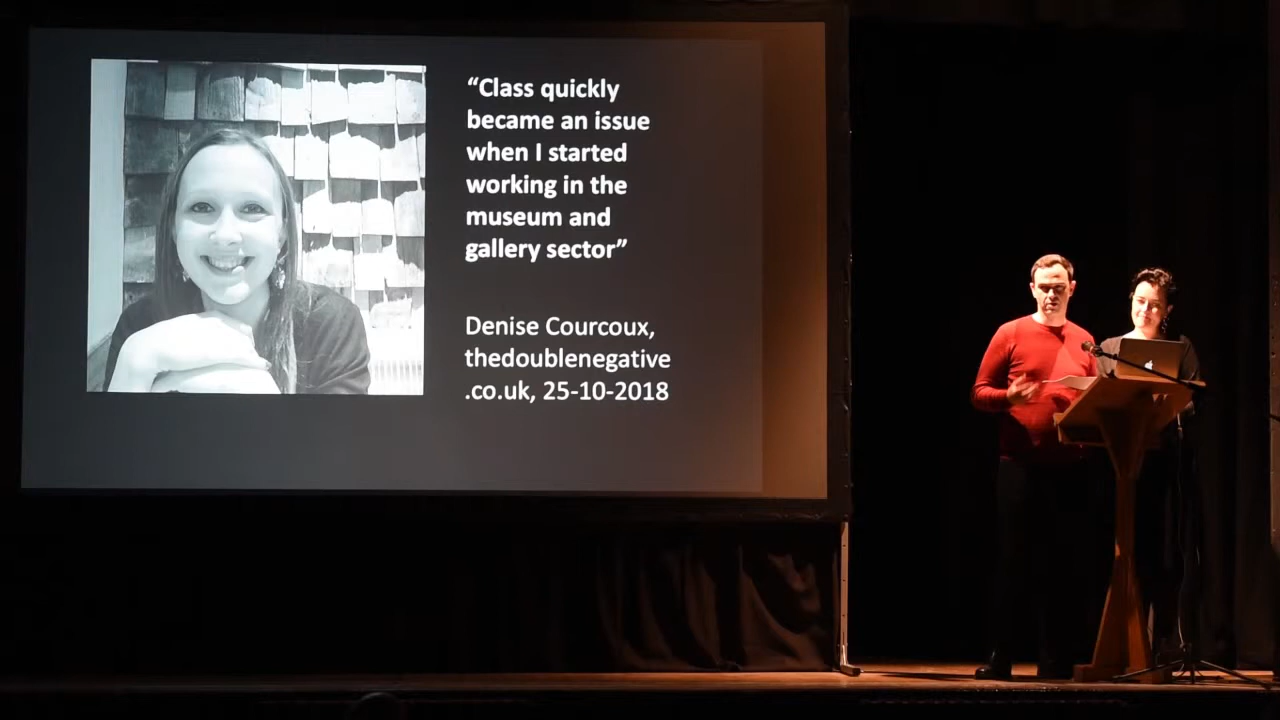 “Class quickly
became an issue
when I started
working in the
museum and
gallery sector”
Denise Courcoux,
thedoublenegative
.co.uk, 25-10-2018